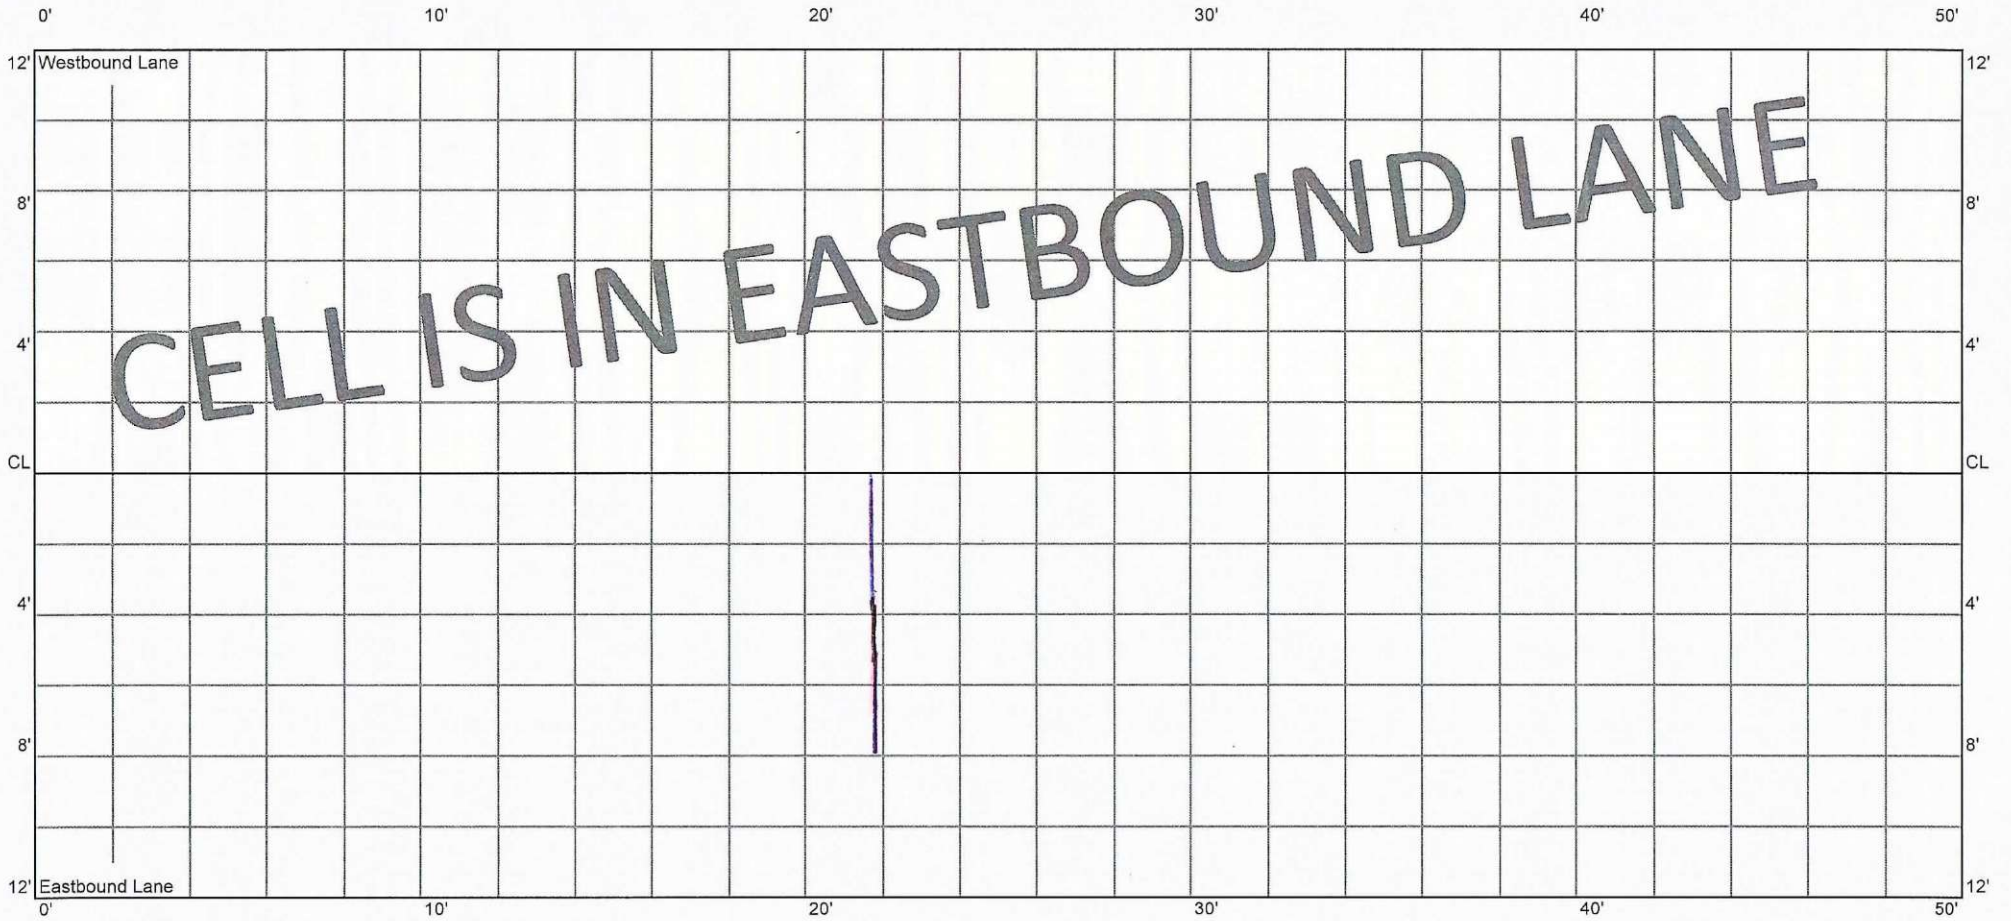 0' 10' 20' 30' 40' 50'
12' Westbound Lane 12'
CELL IS IN EASTBOUND LANE
8' 8'
4' 4'
CL CL
4' 4'
8' 8'
12' Eastbound Lane 12'
0' 10' 20' 30' 40' 50'